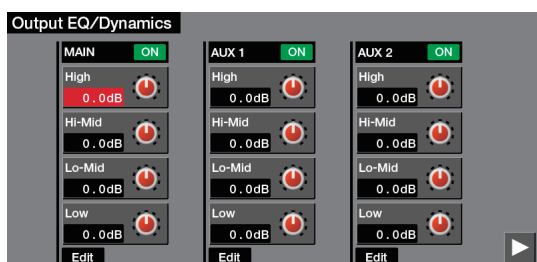 Output EQ/Dynamics
MAIN ON AUX 1 ON AUX 2 ON
High High High
0.0dB 0.0dB 0.0dB
Hi-Mid Hi-Mid Hi-Mid
0.0dB 0.0dB 0.0dB
Lo-Mid Lo-Mid Lo-Mid
0.0dB 0.0dB 0.0dB
Low Low Low
0.0dB 0.0dB 0.0dB
Edit Edit Edit